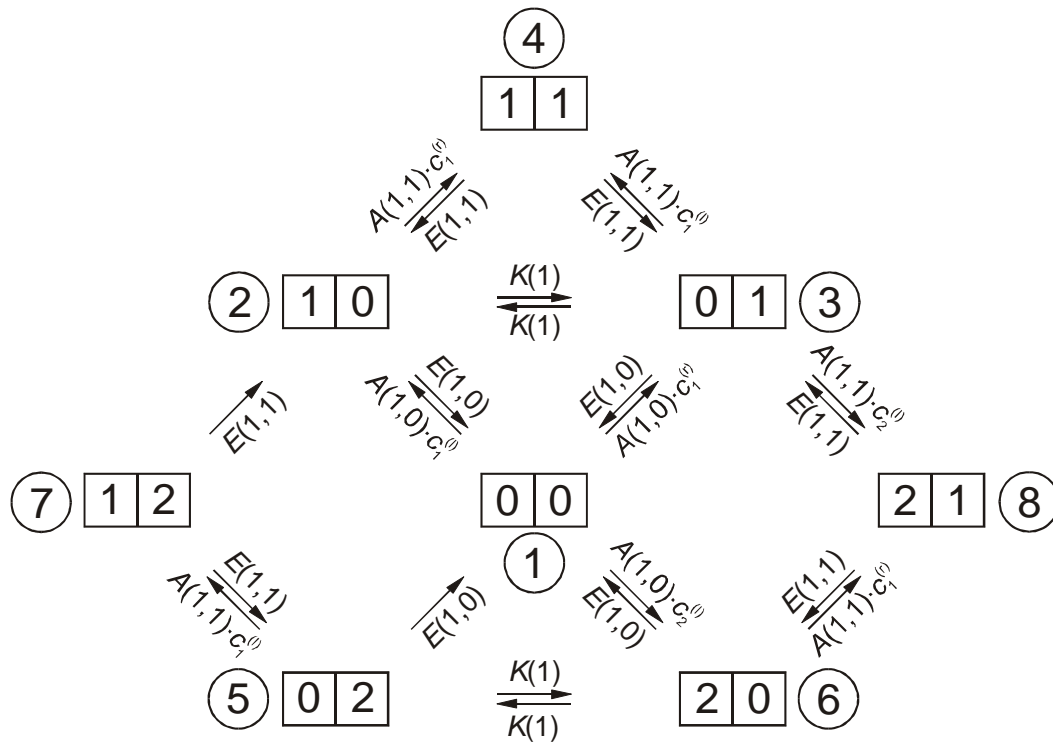 4
1 1
A(1,1)·c₁⁽ʳ⁾
E(1,1)
A(1,1)·c₁⁽ˡ⁾
E(1,1)
2 1 0
K(1)
K(1)
0 1 3
E(1,1)
E(1,0)
A(1,0)·c₁⁽ˡ⁾
E(1,0)
A(1,0)·c₁⁽ʳ⁾
A(1,1)·c₂⁽ˡ⁾
E(1,1)
7 1 2
0 0
1
2 1 8
E(1,1)
A(1,1)·c₁⁽ˡ⁾
E(1,0)
A(1,0)·c₂⁽ˡ⁾
E(1,0)
E(1,1)
A(1,1)·c₁⁽ʳ⁾
5 0 2
K(1)
K(1)
2 0 6